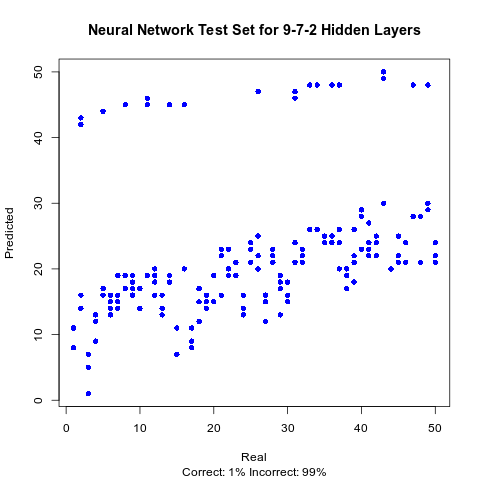 Neural Network Test Set for 9-7-2 Hidden Layers
50
40
30
20
10
0
Predicted
0 10 20 30 40 50
Real
Correct: 1% Incorrect: 99%